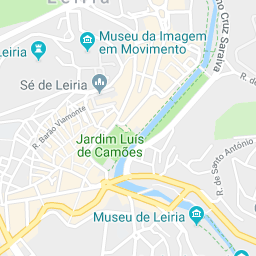 Museu da Imagem
em Movimento
Leiria
Sé de Leiria
R. Barão Viamonte
Cruz Saraiva
Jardim Luís
de Camões
R. de Santo António
Museu de Leiria